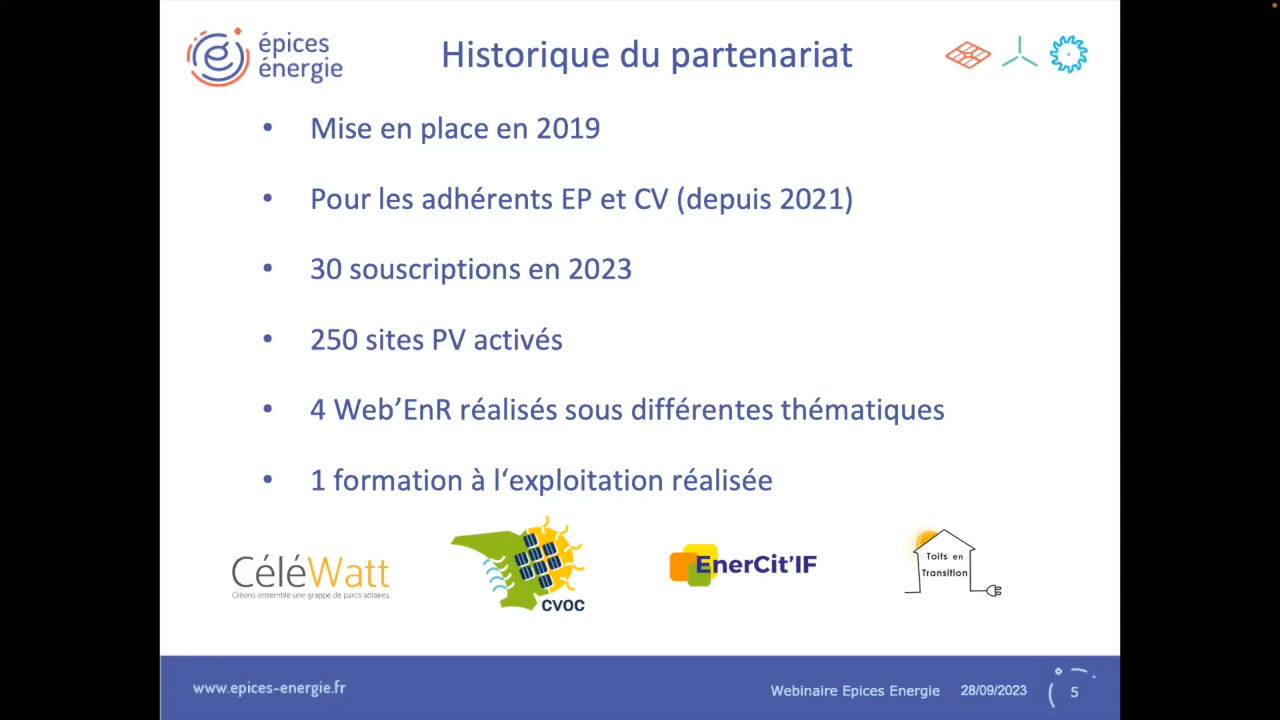 épices
énergie
Historique du partenariat
• Mise en place en 2019
• Pour les adhérents EP et CV (depuis 2021)
• 30 souscriptions en 2023
• 250 sites PV activés
• 4 Web’EnR réalisés sous différentes thématiques
• 1 formation à l‘exploitation réalisée
CéléWatt
Créons ensemble une grappe de parcs solaires
CVOC
EnerCit'IF
Toits en
Transition
www.epices-energie.fr
Webinaire Epices Energie 28/09/2023 5